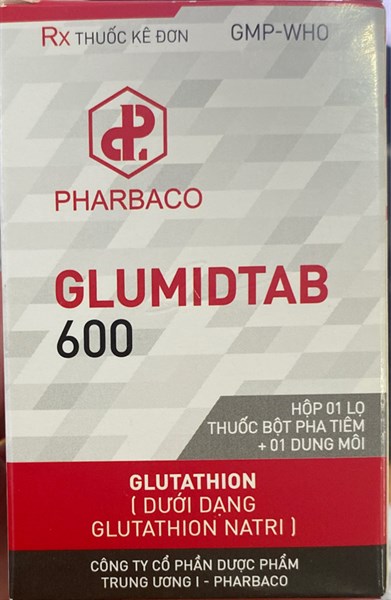 Rx THUỐC KÊ ĐƠN GMP-WHO
PHARBACO
GLUMIDTAB
600
HỘP 01 LỌ
THUỐC BỘT PHA TIÊM
+ 01 DUNG MÔI
GLUTATHION
( DƯỚI DẠNG
GLUTATHION NATRI )
CÔNG TY CỔ PHẦN DƯỢC PHẨM
TRUNG ƯƠNG I - PHARBACO